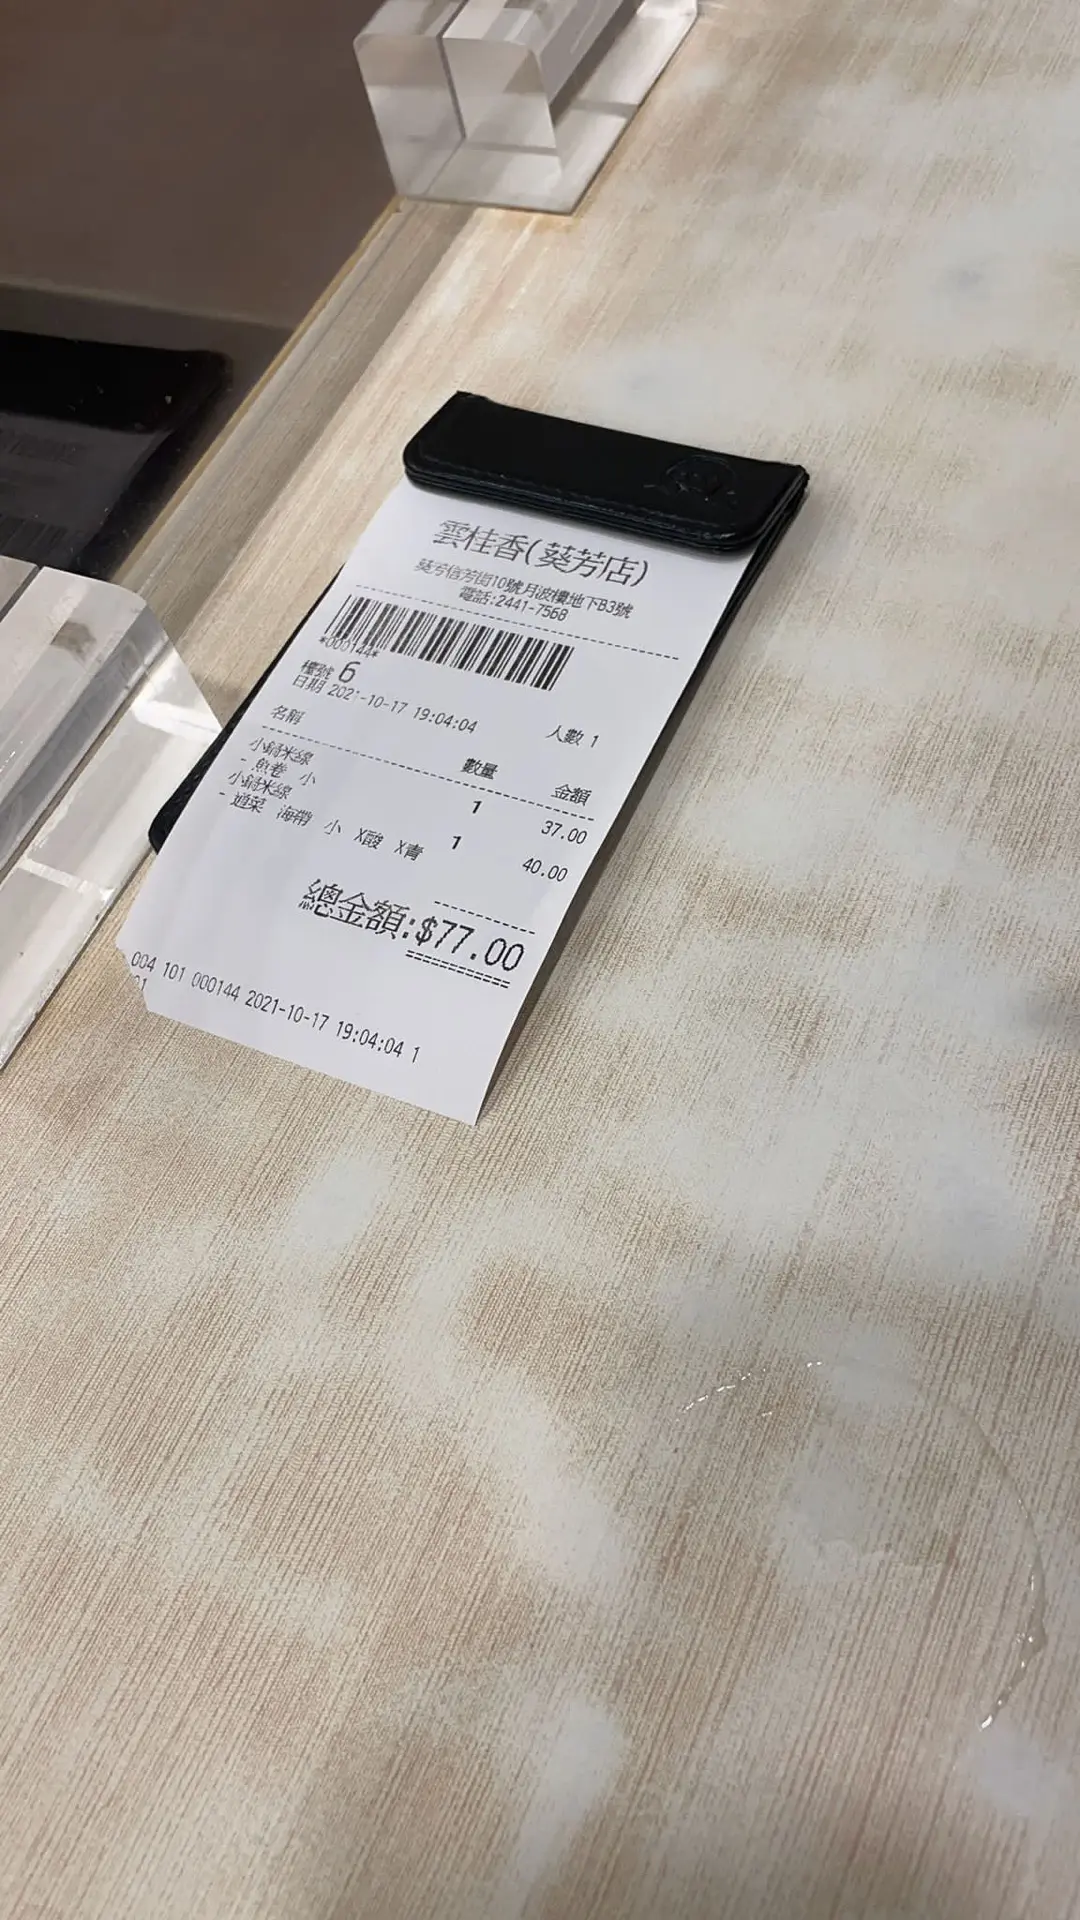 雲桂香(葵芳店)
葵芳信芳街10號月波樓地下B3號
電話:2441-7568
*000144*
檯號 6
日期 2021-10-17 19:04:04 人數 1
名稱 數量 金額
小鍋米線 1 37.00
- 魚卷 小
小鍋米線 1 40.00
- 通菜 海帶 小 X酸 X青
總金額:$77.00
004 101 000144 2021-10-17 19:04:04 1
01